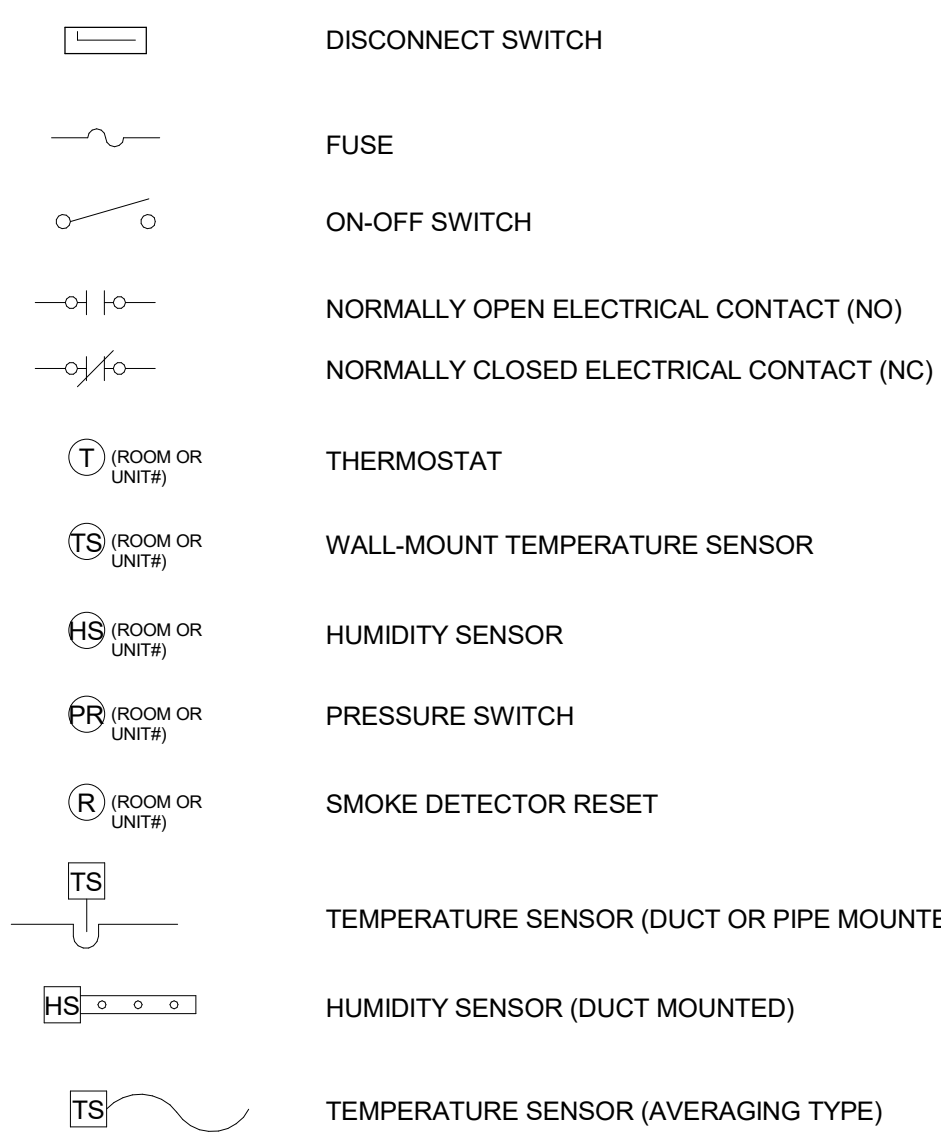 DISCONNECT SWITCH
FUSE
ON-OFF SWITCH
NORMALLY OPEN ELECTRICAL CONTACT (NO)
NORMALLY CLOSED ELECTRICAL CONTACT (NC)
T (ROOM OR THERMOSTAT
UNIT#)
TS (ROOM OR WALL-MOUNT TEMPERATURE SENSOR
UNIT#)
HS (ROOM OR HUMIDITY SENSOR
UNIT#)
PR (ROOM OR PRESSURE SWITCH
UNIT#)
R (ROOM OR SMOKE DETECTOR RESET
UNIT#)
TS
TEMPERATURE SENSOR (DUCT OR PIPE MOUNTE
HS HUMIDITY SENSOR (DUCT MOUNTED)
TS TEMPERATURE SENSOR (AVERAGING TYPE)